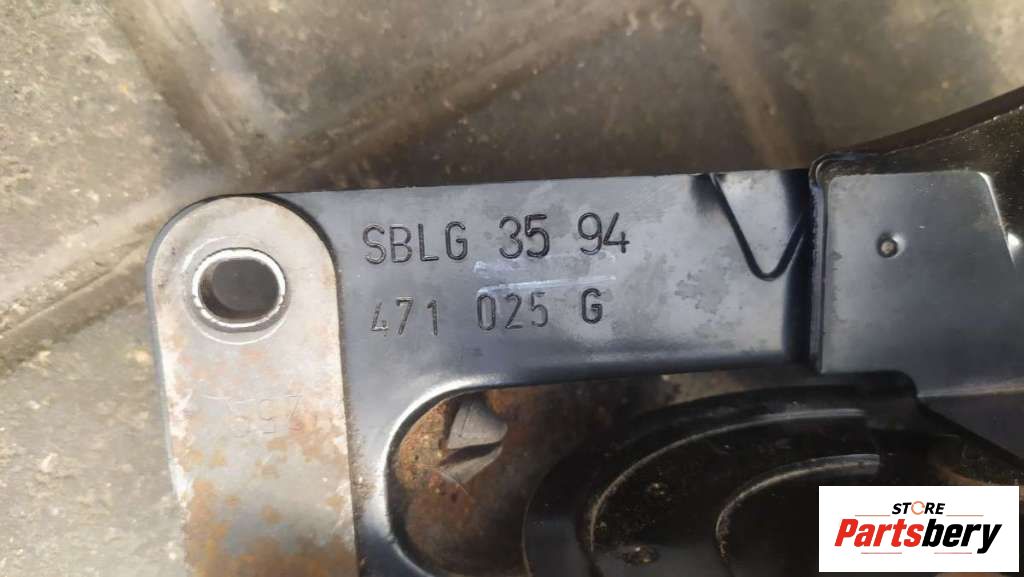 SBLG 35 94
471 025 G
STORE
Partsbery